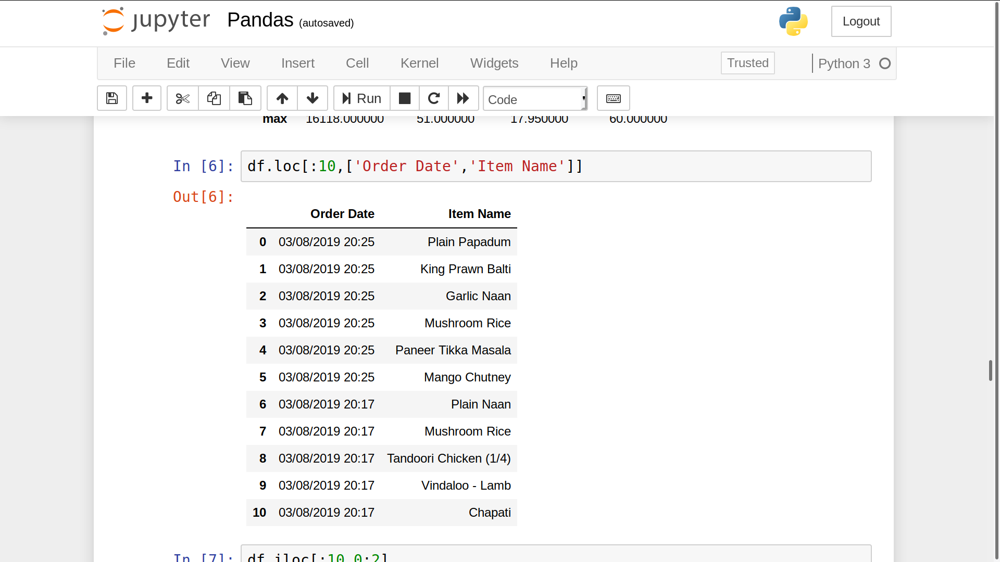 jupyter Pandas (autosaved) Logout
File Edit View Insert Cell Kernel Widgets Help Trusted Python 3
Run Code
max 16118.000000 51.000000 17.950000 60.000000
In [6]: df.loc[:10,['Order Date','Item Name']]
Out[6]:
Order Date Item Name
0 03/08/2019 20:25 Plain Papadum
1 03/08/2019 20:25 King Prawn Balti
2 03/08/2019 20:25 Garlic Naan
3 03/08/2019 20:25 Mushroom Rice
4 03/08/2019 20:25 Paneer Tikka Masala
5 03/08/2019 20:25 Mango Chutney
6 03/08/2019 20:17 Plain Naan
7 03/08/2019 20:17 Mushroom Rice
8 03/08/2019 20:17 Tandoori Chicken (1/4)
9 03/08/2019 20:17 Vindaloo - Lamb
10 03/08/2019 20:17 Chapati
In [7]: df.iloc[:10,0:2]